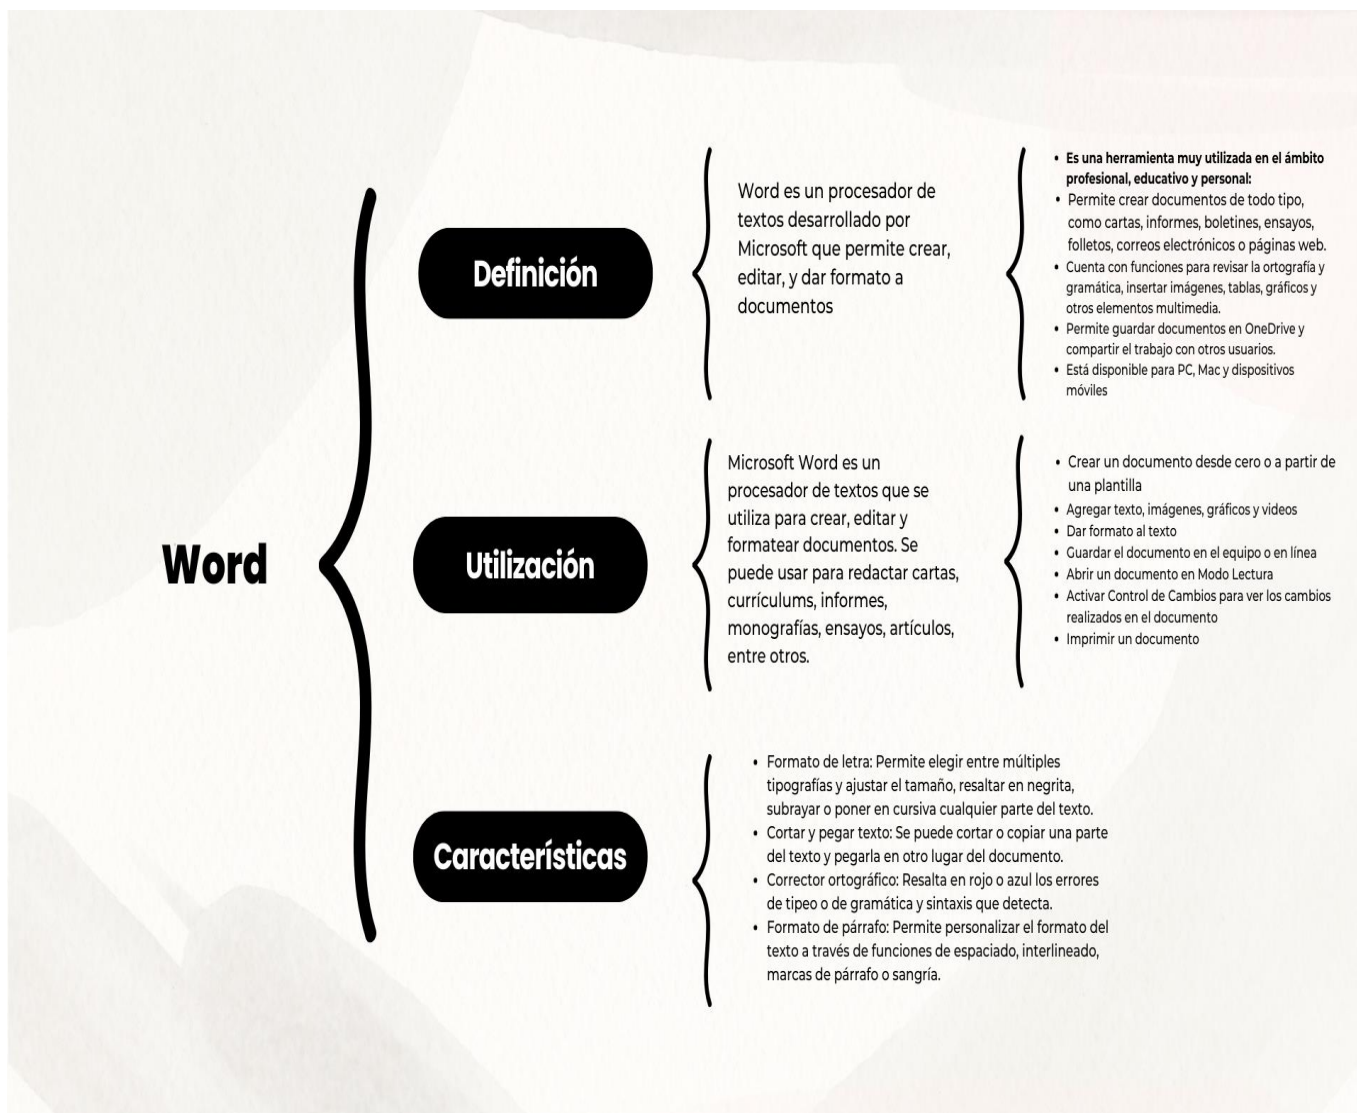 Word
Definición
Word es un procesador de
textos desarrollado por
Microsoft que permite crear,
editar, y dar formato a
documentos
• Es una herramienta muy utilizada en el ámbito
profesional, educativo y personal:
• Permite crear documentos de todo tipo,
como cartas, informes, boletines, ensayos,
folletos, correos electrónicos o páginas web.
• Cuenta con funciones para revisar la ortografía y
gramática, insertar imágenes, tablas, gráficos y
otros elementos multimedia.
• Permite guardar documentos en OneDrive y
compartir el trabajo con otros usuarios.
• Está disponible para PC, Mac y dispositivos
móviles
Utilización
Microsoft Word es un
procesador de textos que se
utiliza para crear, editar y
formatear documentos. Se
puede usar para redactar cartas,
currículums, informes,
monografías, ensayos, artículos,
entre otros.
• Crear un documento desde cero o a partir de
una plantilla
• Agregar texto, imágenes, gráficos y videos
• Dar formato al texto
• Guardar el documento en el equipo o en línea
• Abrir un documento en Modo Lectura
• Activar Control de Cambios para ver los cambios
realizados en el documento
• Imprimir un documento
Características
• Formato de letra: Permite elegir entre múltiples
tipografías y ajustar el tamaño, resaltar en negrita,
subrayar o poner en cursiva cualquier parte del texto.
• Cortar y pegar texto: Se puede cortar o copiar una parte
del texto y pegarla en otro lugar del documento.
• Corrector ortográfico: Resalta en rojo o azul los errores
de tipeo o de gramática y sintaxis que detecta.
• Formato de párrafo: Permite personalizar el formato del
texto a través de funciones de espaciado, interlineado,
marcas de párrafo o sangría.